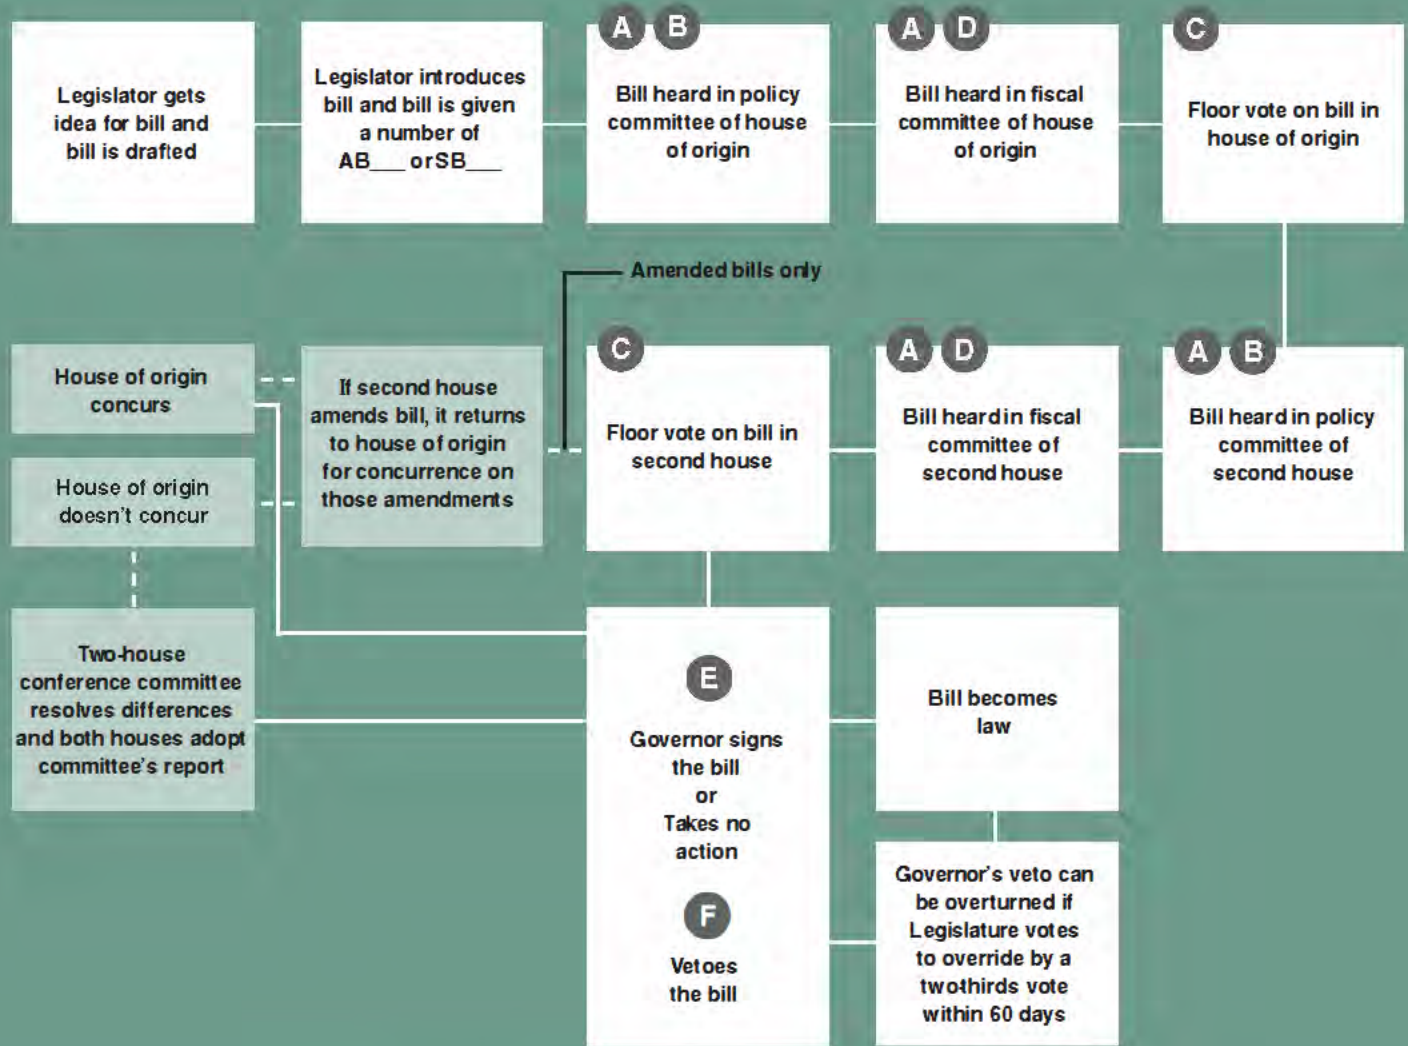 Legislator gets
idea for bill and
bill is drafted
Legislator introduces
bill and bill is given
a number of
AB___ or SB___
A B
Bill heard in policy
committee of house
of origin
A D
Bill heard in fiscal
committee of house
of origin
C
Floor vote on bill in
house of origin
Amended bills only
House of origin
concurs
House of origin
doesn't concur
If second house
amends bill, it returns
to house of origin
for concurrence on
those amendments
C
Floor vote on bill in
second house
A D
Bill heard in fiscal
committee of
second house
A B
Bill heard in policy
committee of
second house
Two-house
conference committee
resolves differences
and both houses adopt
committee's report
E
Governor signs
the bill
or
Takes no
action
F
Vetoes
the bill
Bill becomes
law
Governor's veto can
be overturned if
Legislature votes
to override by a
two-thirds vote
within 60 days